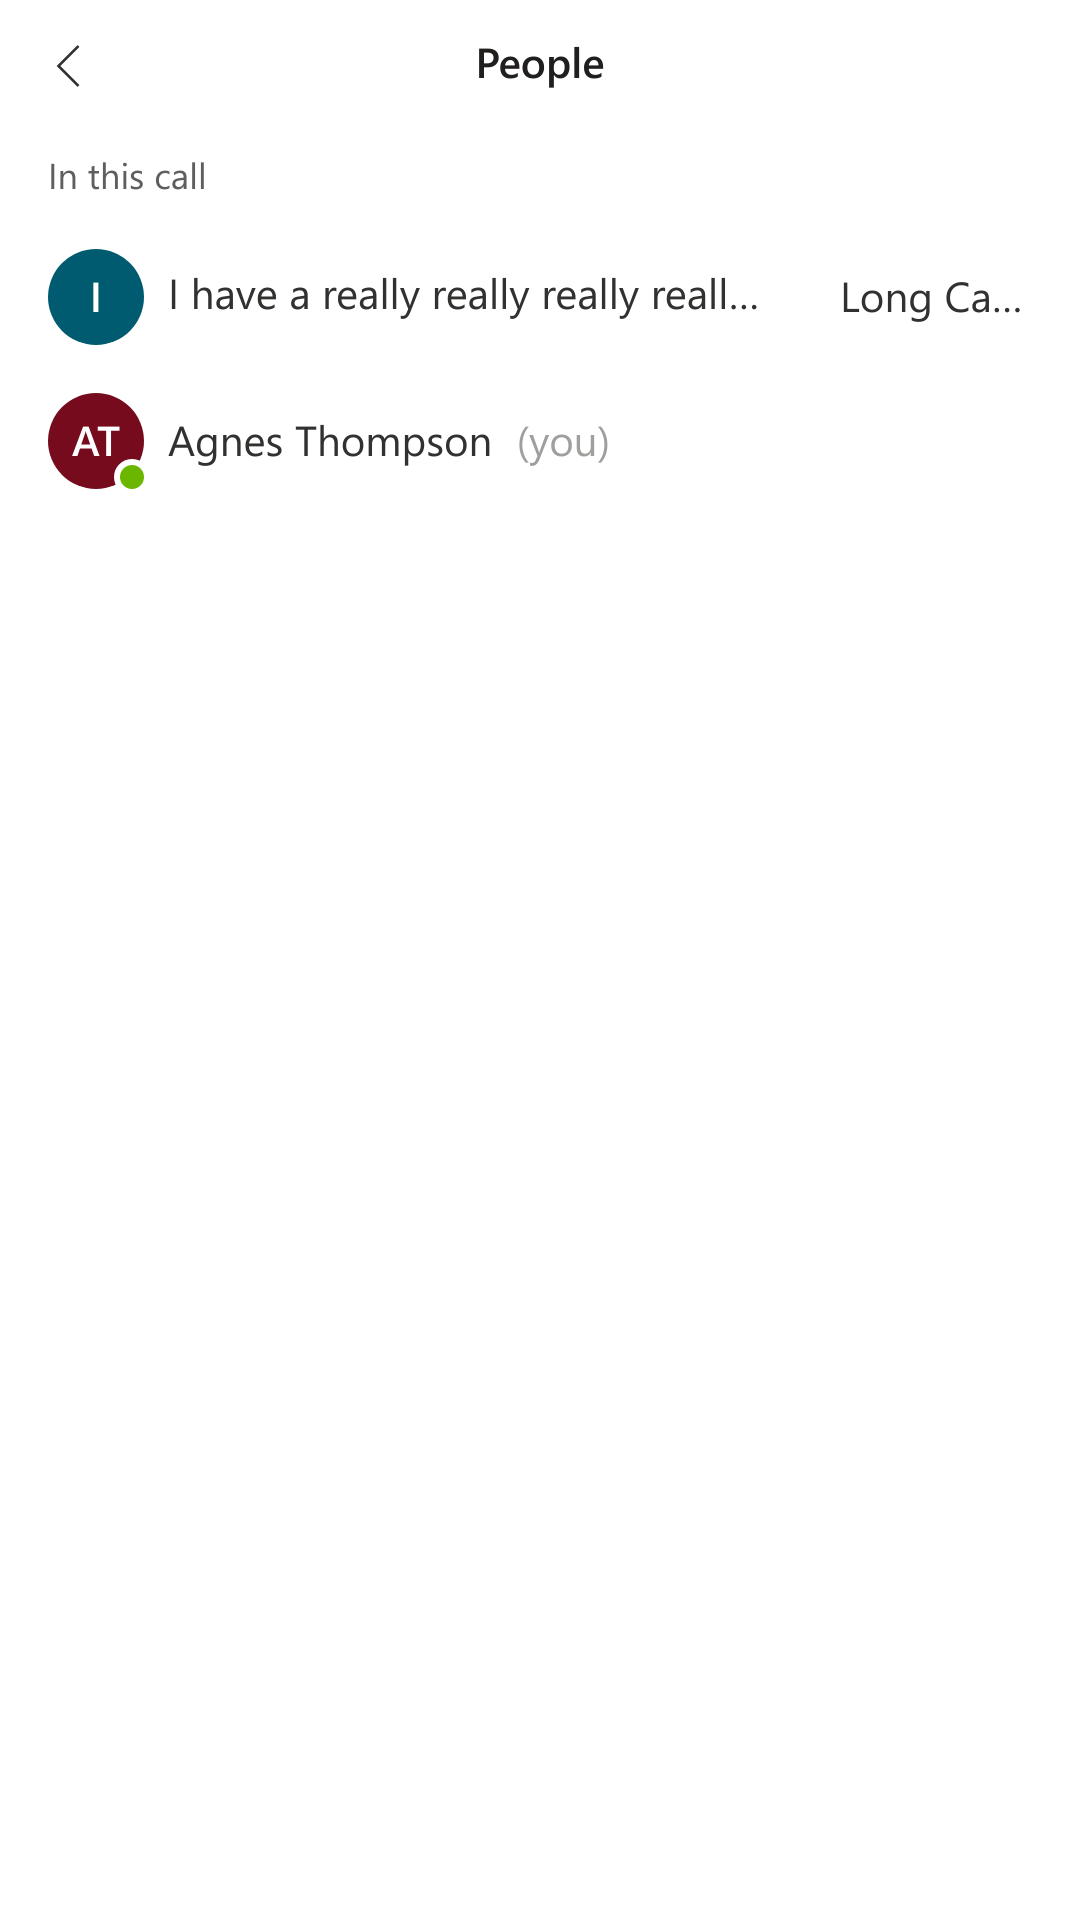 People
In this call
I I have a really really really reall... Long Ca...
AT Agnes Thompson (you)